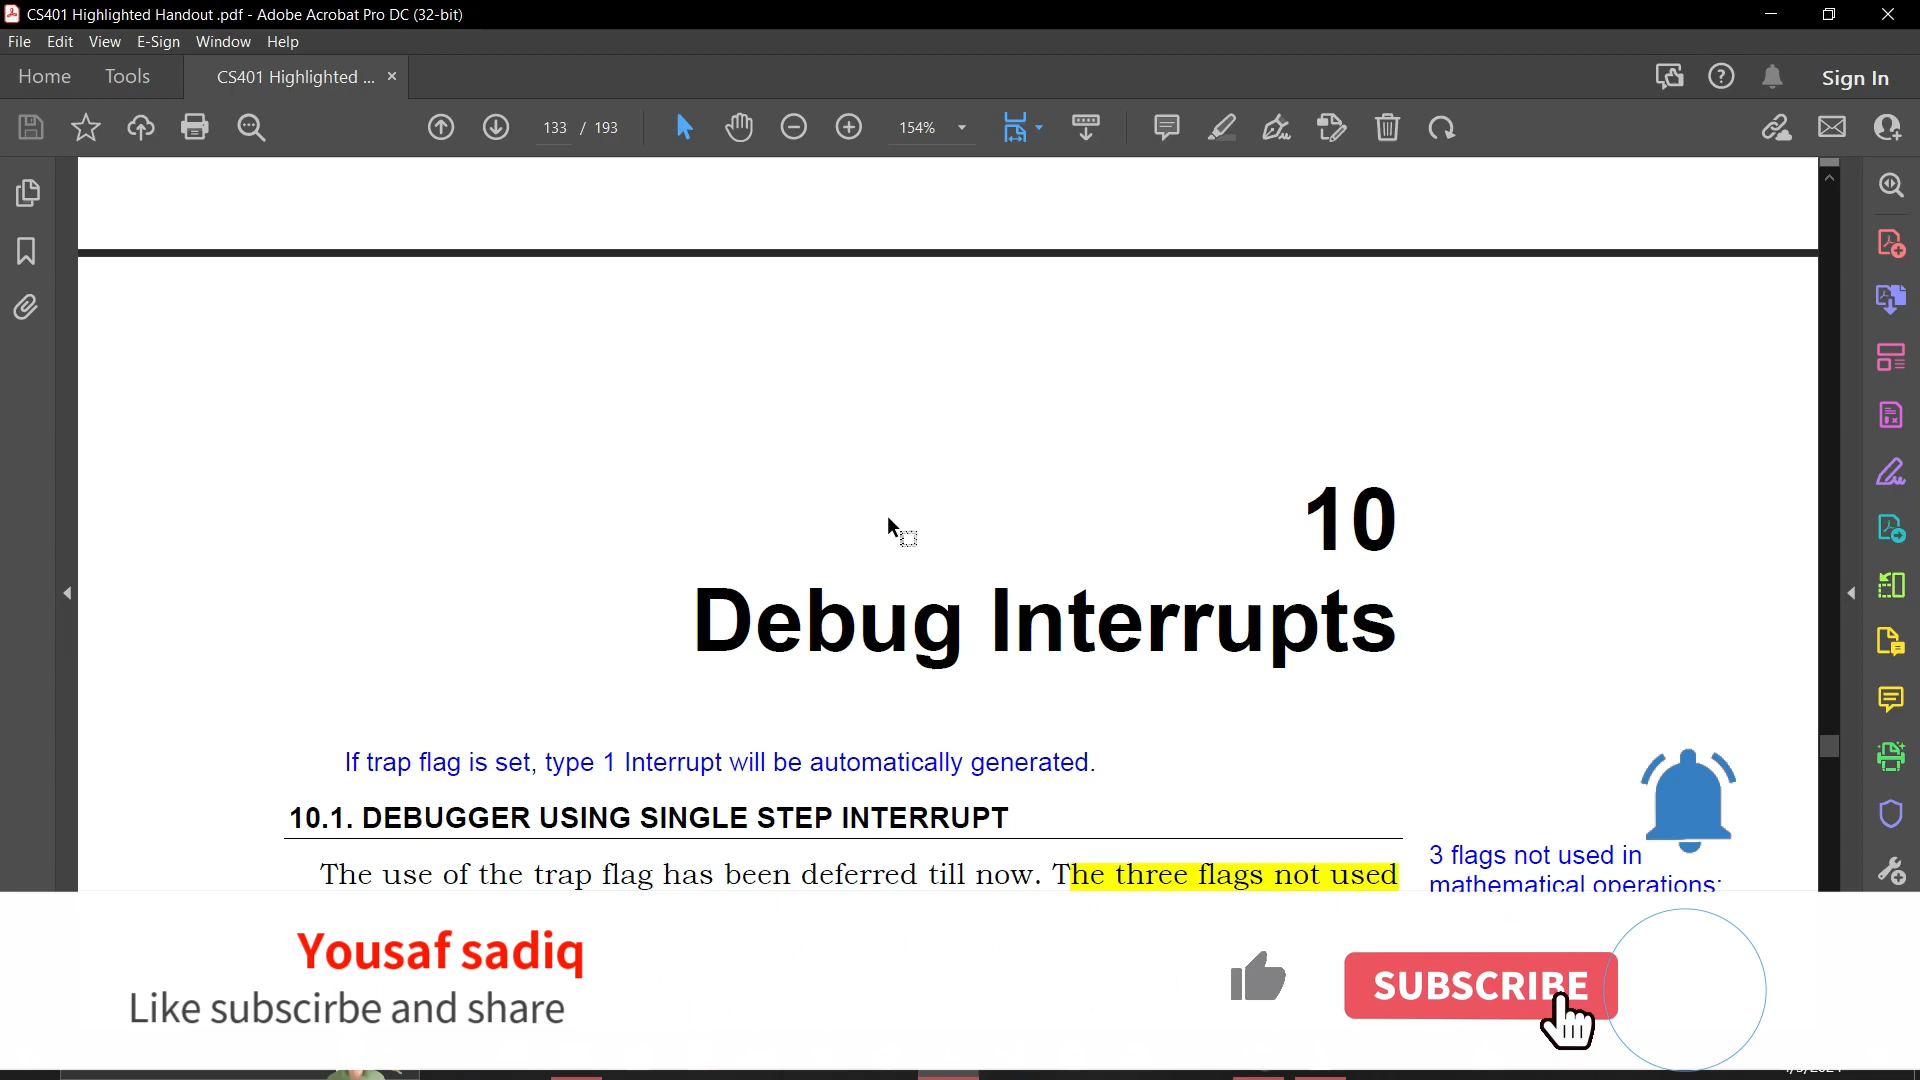 CS401 Highlighted Handout .pdf - Adobe Acrobat Pro DC (32-bit)
File Edit View E-Sign Window Help
Home Tools CS401 Highlighted ... × Sign In
133 / 193 154%
10
Debug Interrupts
If trap flag is set, type 1 Interrupt will be automatically generated.
10.1. DEBUGGER USING SINGLE STEP INTERRUPT
The use of the trap flag has been deferred till now. The three flags not used
3 flags not used in
mathematical operations:
Yousaf sadiq
Like subscirbe and share
SUBSCRIBE